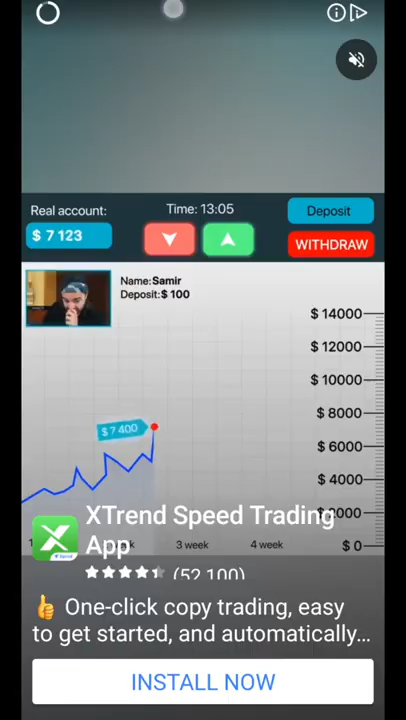 Real account:
$ 7 123
Time: 13:05
Deposit
WITHDRAW
Name: Samir
Deposit: $ 100
$ 14000
$ 12000
$ 10000
$ 8000
$ 7 400
$ 6000
$ 4000
$ 2000
$ 0
3 week
4 week
XTrend Speed Trading
App
(52,100)
👍 One-click copy trading, easy
to get started, and automatically...
INSTALL NOW